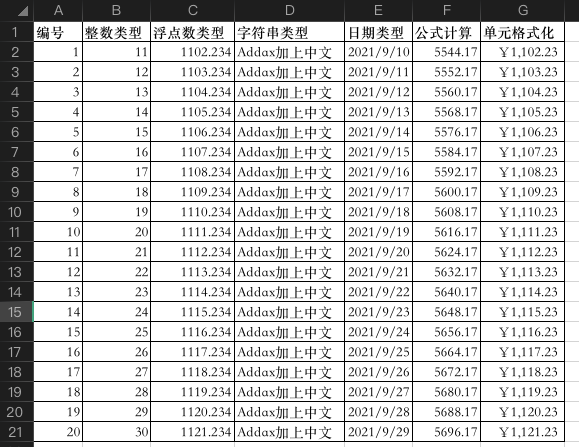 A B C D E F G
1 编号 整数类型 浮点数类型 字符串类型 日期类型 公式计算 单元格式化
2 1 11 1102.234 Addax加上中文 2021/9/10 5544.17 ￥1,102.23
3 2 12 1103.234 Addax加上中文 2021/9/11 5552.17 ￥1,103.23
4 3 13 1104.234 Addax加上中文 2021/9/12 5560.17 ￥1,104.23
5 4 14 1105.234 Addax加上中文 2021/9/13 5568.17 ￥1,105.23
6 5 15 1106.234 Addax加上中文 2021/9/14 5576.17 ￥1,106.23
7 6 16 1107.234 Addax加上中文 2021/9/15 5584.17 ￥1,107.23
8 7 17 1108.234 Addax加上中文 2021/9/16 5592.17 ￥1,108.23
9 8 18 1109.234 Addax加上中文 2021/9/17 5600.17 ￥1,109.23
10 9 19 1110.234 Addax加上中文 2021/9/18 5608.17 ￥1,110.23
11 10 20 1111.234 Addax加上中文 2021/9/19 5616.17 ￥1,111.23
12 11 21 1112.234 Addax加上中文 2021/9/20 5624.17 ￥1,112.23
13 12 22 1113.234 Addax加上中文 2021/9/21 5632.17 ￥1,113.23
14 13 23 1114.234 Addax加上中文 2021/9/22 5640.17 ￥1,114.23
15 14 24 1115.234 Addax加上中文 2021/9/23 5648.17 ￥1,115.23
16 15 25 1116.234 Addax加上中文 2021/9/24 5656.17 ￥1,116.23
17 16 26 1117.234 Addax加上中文 2021/9/25 5664.17 ￥1,117.23
18 17 27 1118.234 Addax加上中文 2021/9/26 5672.17 ￥1,118.23
19 18 28 1119.234 Addax加上中文 2021/9/27 5680.17 ￥1,119.23
20 19 29 1120.234 Addax加上中文 2021/9/28 5688.17 ￥1,120.23
21 20 30 1121.234 Addax加上中文 2021/9/29 5696.17 ￥1,121.23